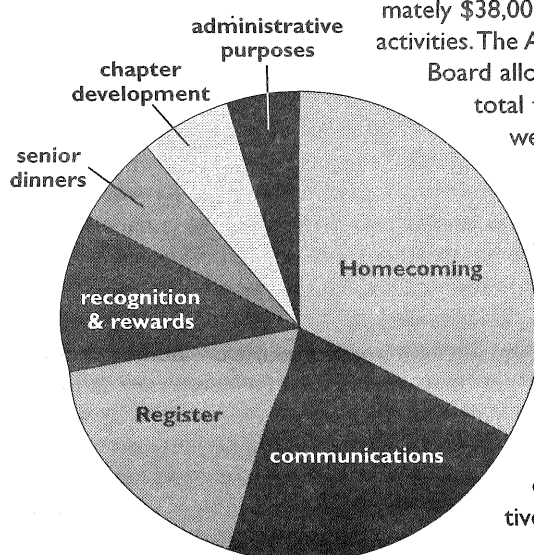 mately $38,00
activities. The A
Board allo
total
we
administrative
purposes
chapter
development
senior
dinners
Homecoming
recognition
& rewards
Register
communications
tive